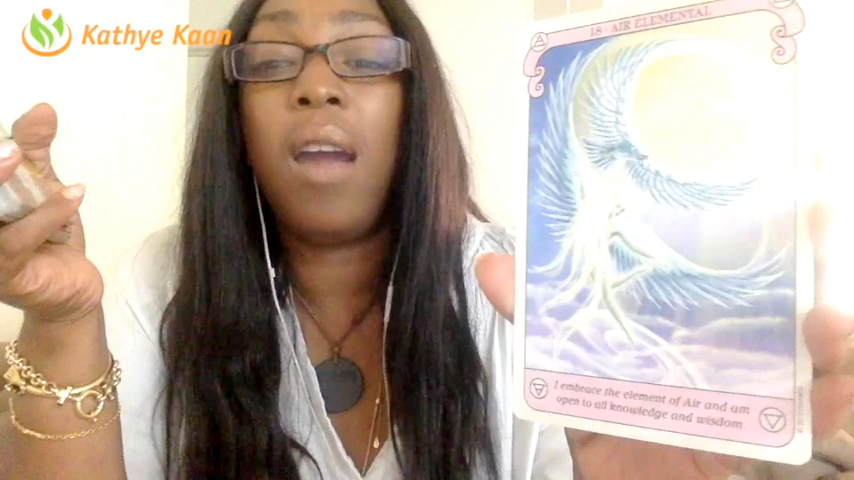 Kathye Kaan
18 - AIR ELEMENTAL
I embrace the element of Air and am
open to all knowledge and wisdom.